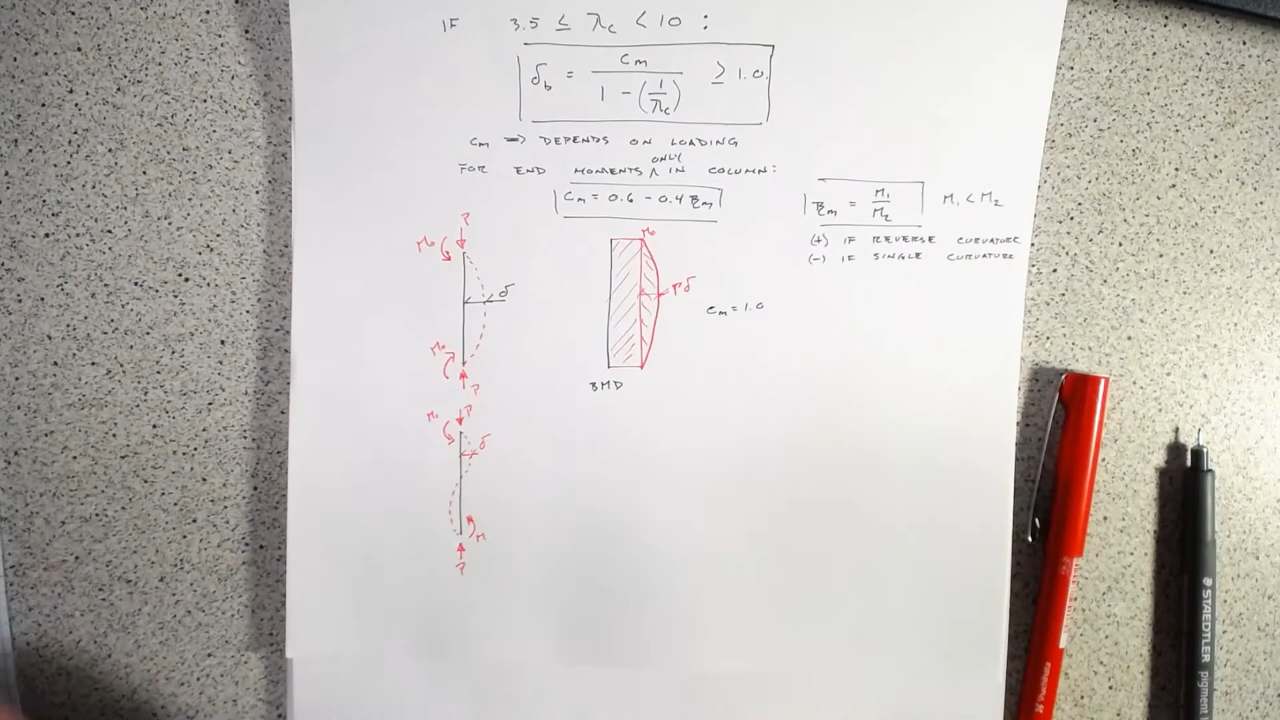 IF 3.5 ≤ λc < 10 :
δb = cm / (1 - (1/λc)) ≥ 1.0
cm => DEPENDS ON LOADING
FOR END MOMENTS ONLY IN COLUMN:
cm = 0.6 - 0.4 βm
βm = M1 / M2 M1 < M2
(+) IF REVERSE CURVATURE
(-) IF SINGLE CURVATURE
P
Mo
δ
Mo
P
Mo
Pδ
cm = 1.0
BMD
P
M1
δ
M
P
STAEDTLER
pigment